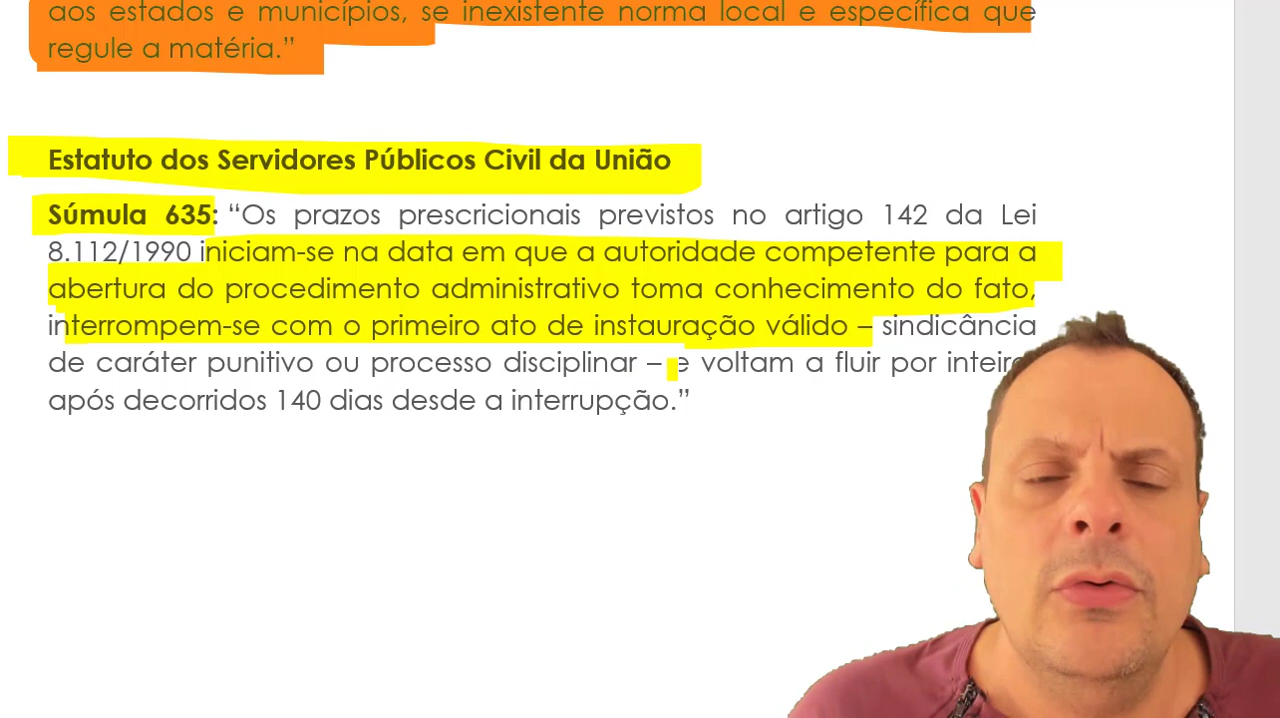 aos estados e municípios, se inexistente norma local e específica que
regule a matéria.”
Estatuto dos Servidores Públicos Civil da União
Súmula 635: “Os prazos prescricionais previstos no artigo 142 da Lei
8.112/1990 iniciam-se na data em que a autoridade competente para a
abertura do procedimento administrativo toma conhecimento do fato,
interrompem-se com o primeiro ato de instauração válido – sindicância
de caráter punitivo ou processo disciplinar – e voltam a fluir por inteiro
após decorridos 140 dias desde a interrupção.”